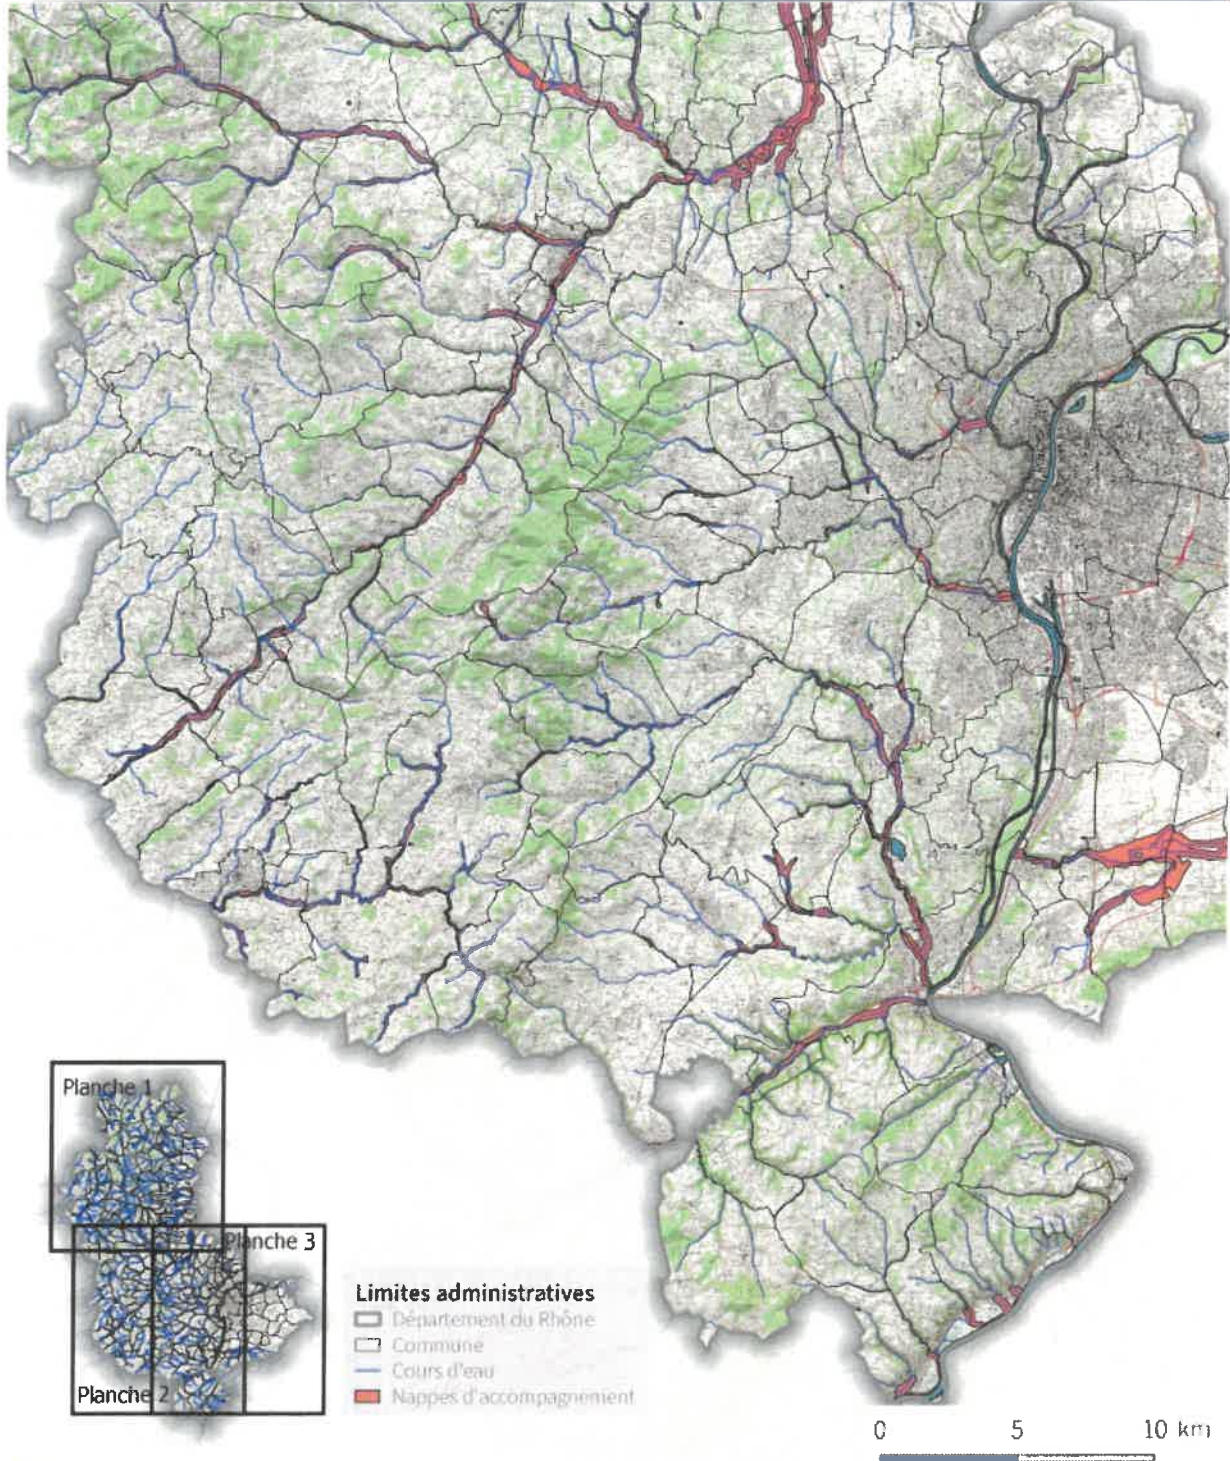 Planche 1
Planche 3
Planche 2
Limites administratives
Département du Rhône
Commune
Cours d'eau
Nappes d'accompagnement
0 5 10 km